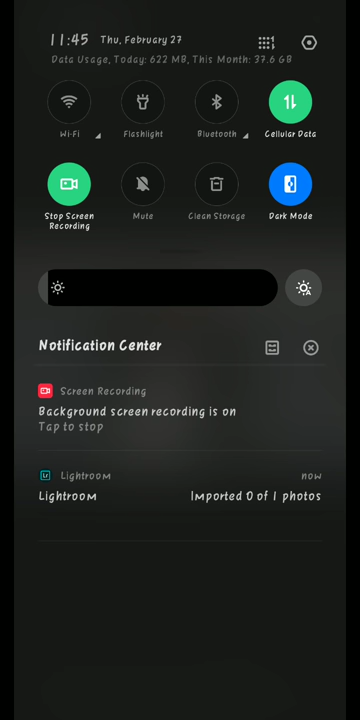 11:45 Thu, February 27
Data Usage, Today: 622 MB, This Month: 37.6 GB
Wi-Fi Flashlight Bluetooth Cellular Data
Stop Screen Recording Mute Clean Storage Dark Mode
Notification Center
Screen Recording
Background screen recording is on
Tap to stop
Lr Lightroom now
Lightroom Imported 0 of 1 photos